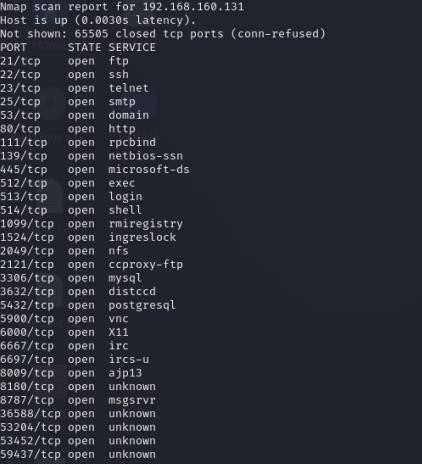 Nmap scan report for 192.168.160.131
Host is up (0.0030s latency).
Not shown: 65505 closed tcp ports (conn-refused)
PORT      STATE SERVICE
21/tcp    open  ftp
22/tcp    open  ssh
23/tcp    open  telnet
25/tcp    open  smtp
53/tcp    open  domain
80/tcp    open  http
111/tcp   open  rpcbind
139/tcp   open  netbios-ssn
445/tcp   open  microsoft-ds
512/tcp   open  exec
513/tcp   open  login
514/tcp   open  shell
1099/tcp  open  rmiregistry
1524/tcp  open  ingreslock
2049/tcp  open  nfs
2121/tcp  open  ccproxy-ftp
3306/tcp  open  mysql
3632/tcp  open  distccd
5432/tcp  open  postgresql
5900/tcp  open  vnc
6000/tcp  open  X11
6667/tcp  open  irc
6697/tcp  open  ircs-u
8009/tcp  open  ajp13
8180/tcp  open  unknown
8787/tcp  open  msgsrvr
36588/tcp open  unknown
53204/tcp open  unknown
53452/tcp open  unknown
59437/tcp open  unknown